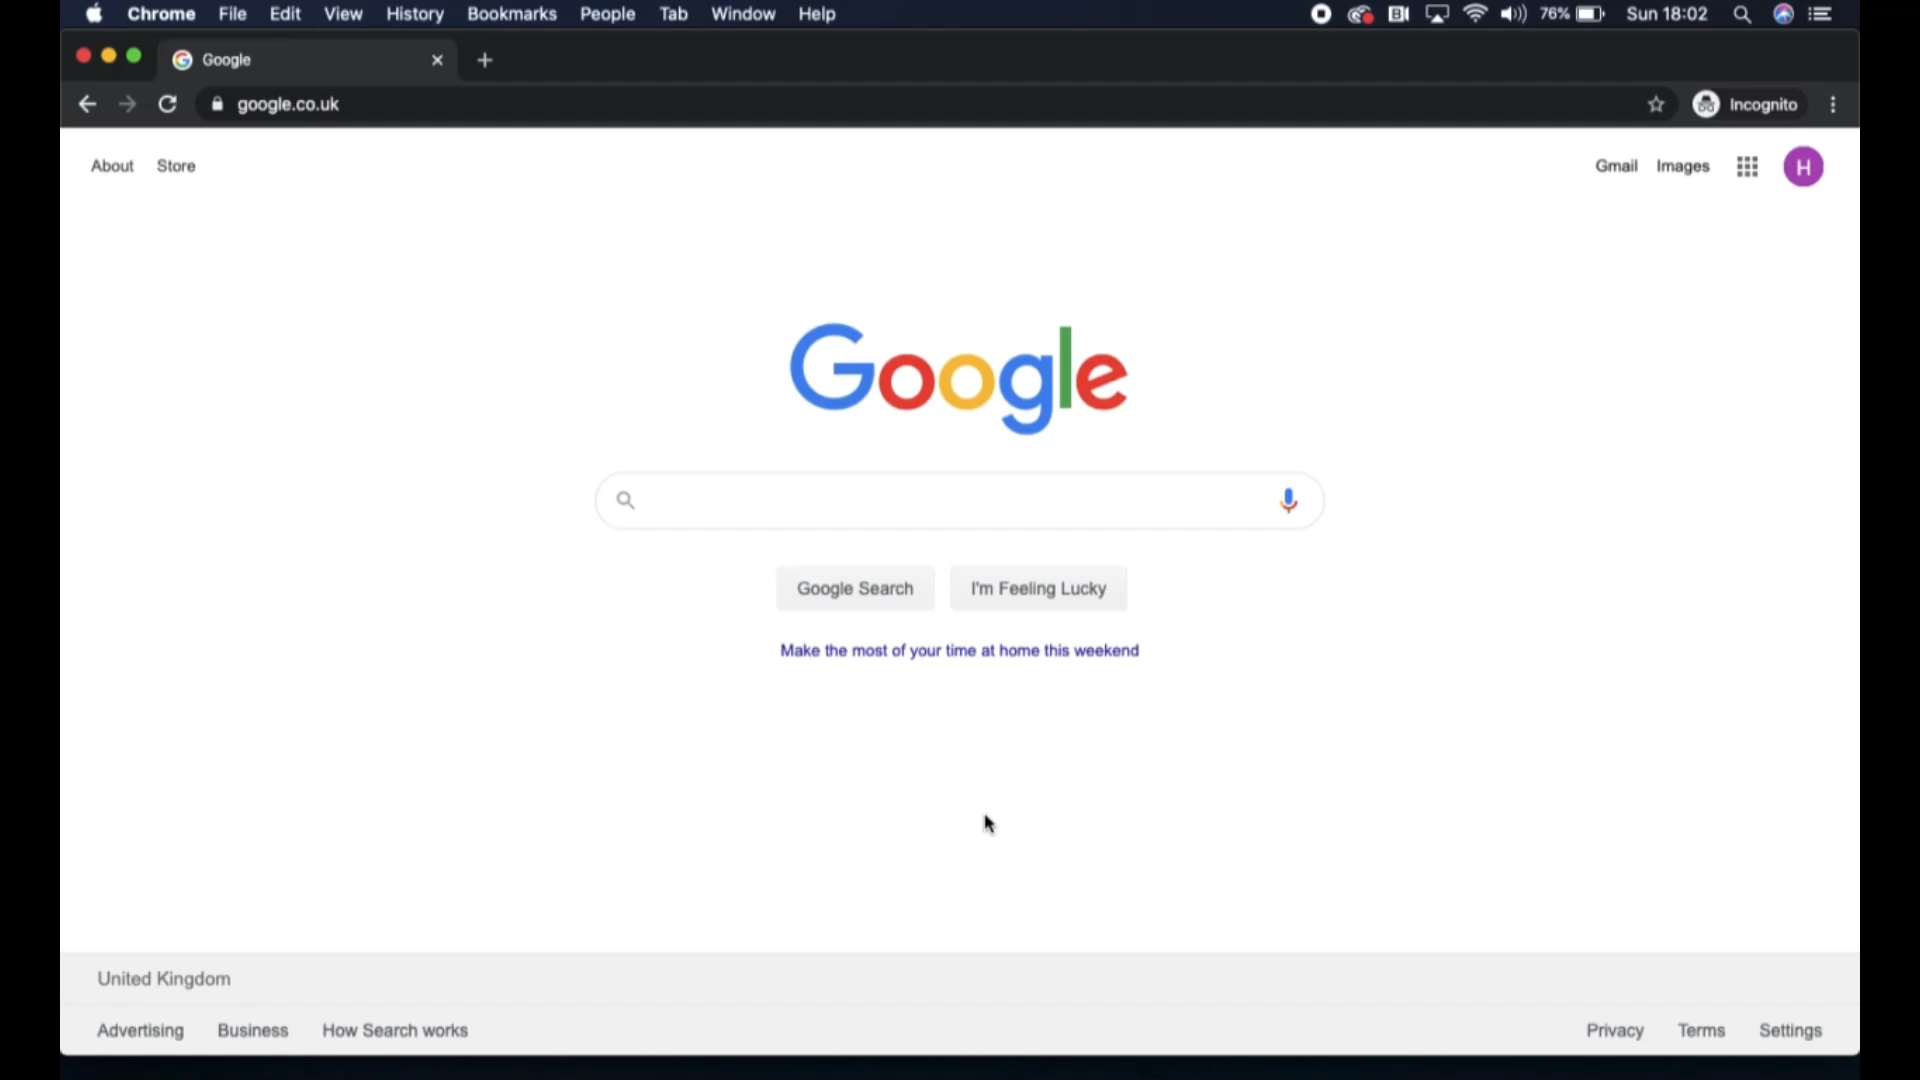 Chrome File Edit View History Bookmarks People Tab Window Help 76% Sun 18:02
Google
google.co.uk Incognito
About Store Gmail Images H
Google
Google Search I'm Feeling Lucky
Make the most of your time at home this weekend
United Kingdom
Advertising Business How Search works Privacy Terms Settings